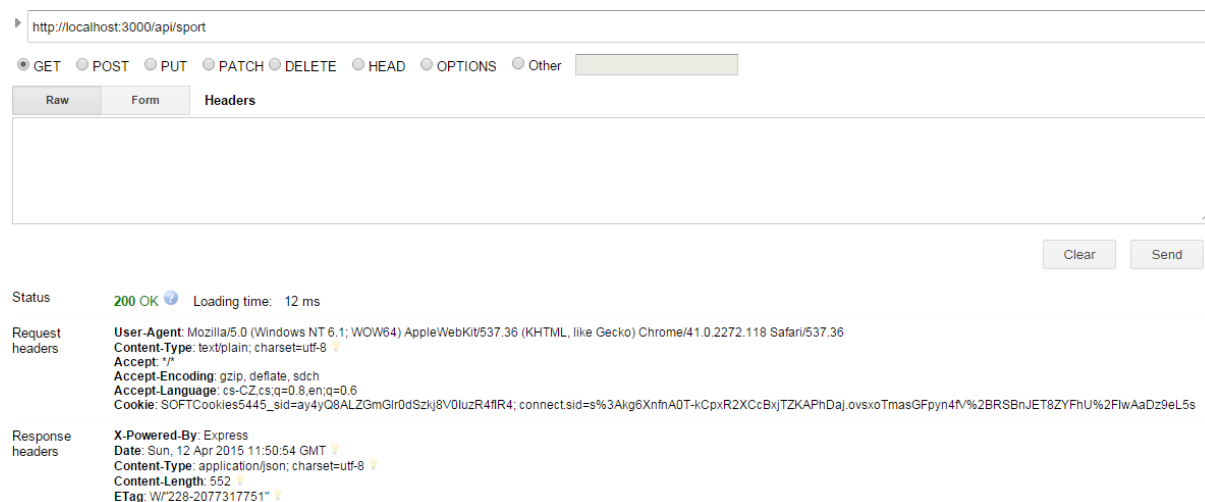 http://localhost:3000/api/sport
GET POST PUT PATCH DELETE HEAD OPTIONS Other
Raw Form Headers
Clear Send
Status 200 OK Loading time: 12 ms
Request headers
User-Agent: Mozilla/5.0 (Windows NT 6.1; WOW64) AppleWebKit/537.36 (KHTML, like Gecko) Chrome/41.0.2272.118 Safari/537.36
Content-Type: text/plain; charset=utf-8
Accept: */*
Accept-Encoding: gzip, deflate, sdch
Accept-Language: cs-CZ,cs;q=0.8,en;q=0.6
Cookie: SOFTCookies5445_sid=ay4yQ8ALZGmGlr0dSzkj8V0IuzR4flR4; connect.sid=s%3Akg6XnfnA0T-kCpxR2XCcBxjTZKAPhDaj.ovsxoTmasGFpyn4fV%2BRSBnJET8ZYFhU%2FlwAaDz9eL5s
Response headers
X-Powered-By: Express
Date: Sun, 12 Apr 2015 11:50:54 GMT
Content-Type: application/json; charset=utf-8
Content-Length: 552
ETag: W/"228-2077317751"